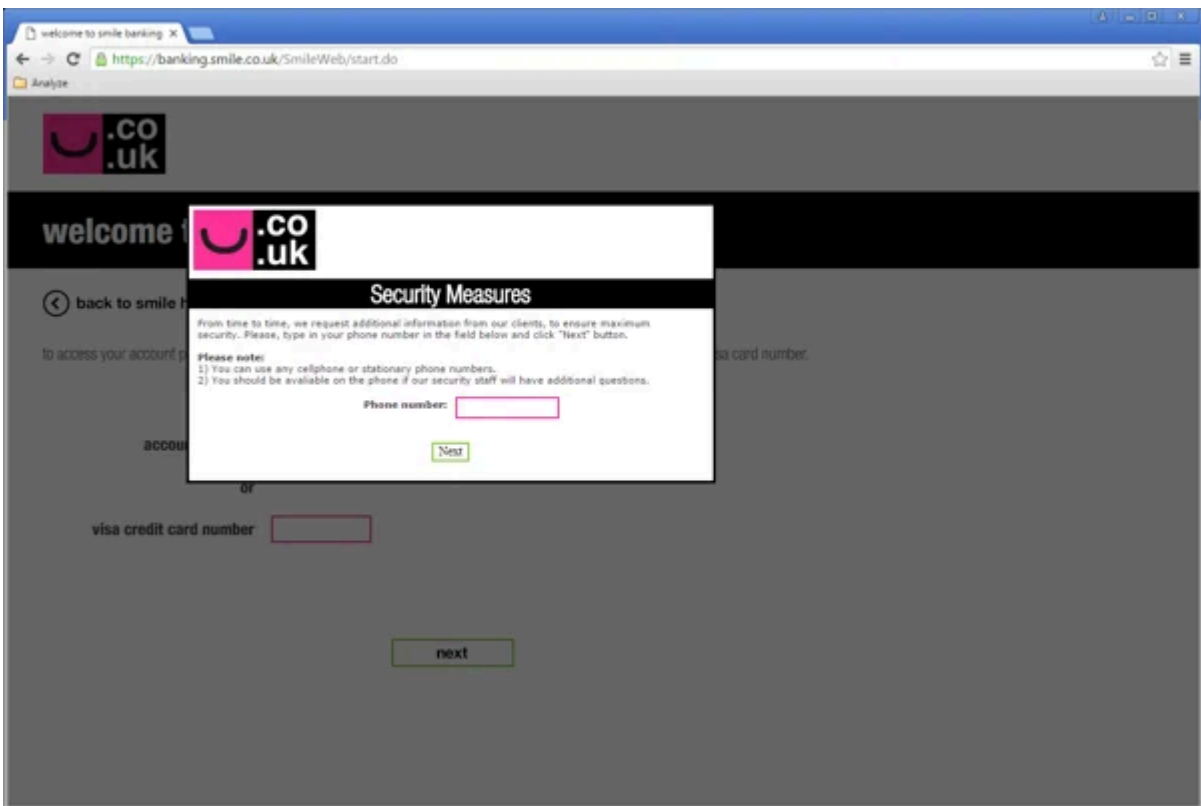 welcome to smile banking
https://banking.smile.co.uk/SmileWeb/start.do
Analyze
.co
.uk
welcome
.co
.uk
back to smile
Security Measures
From time to time, we request additional information from our clients, to ensure maximum
security. Please, type in your phone number in the field below and click "Next" button.
to access your account
Please note:
1) You can use any cellphone or stationary phone numbers.
2) You should be avaliable on the phone if our security staff will have additional questions.
card number.
Phone number:
Next
or
visa credit card number
next